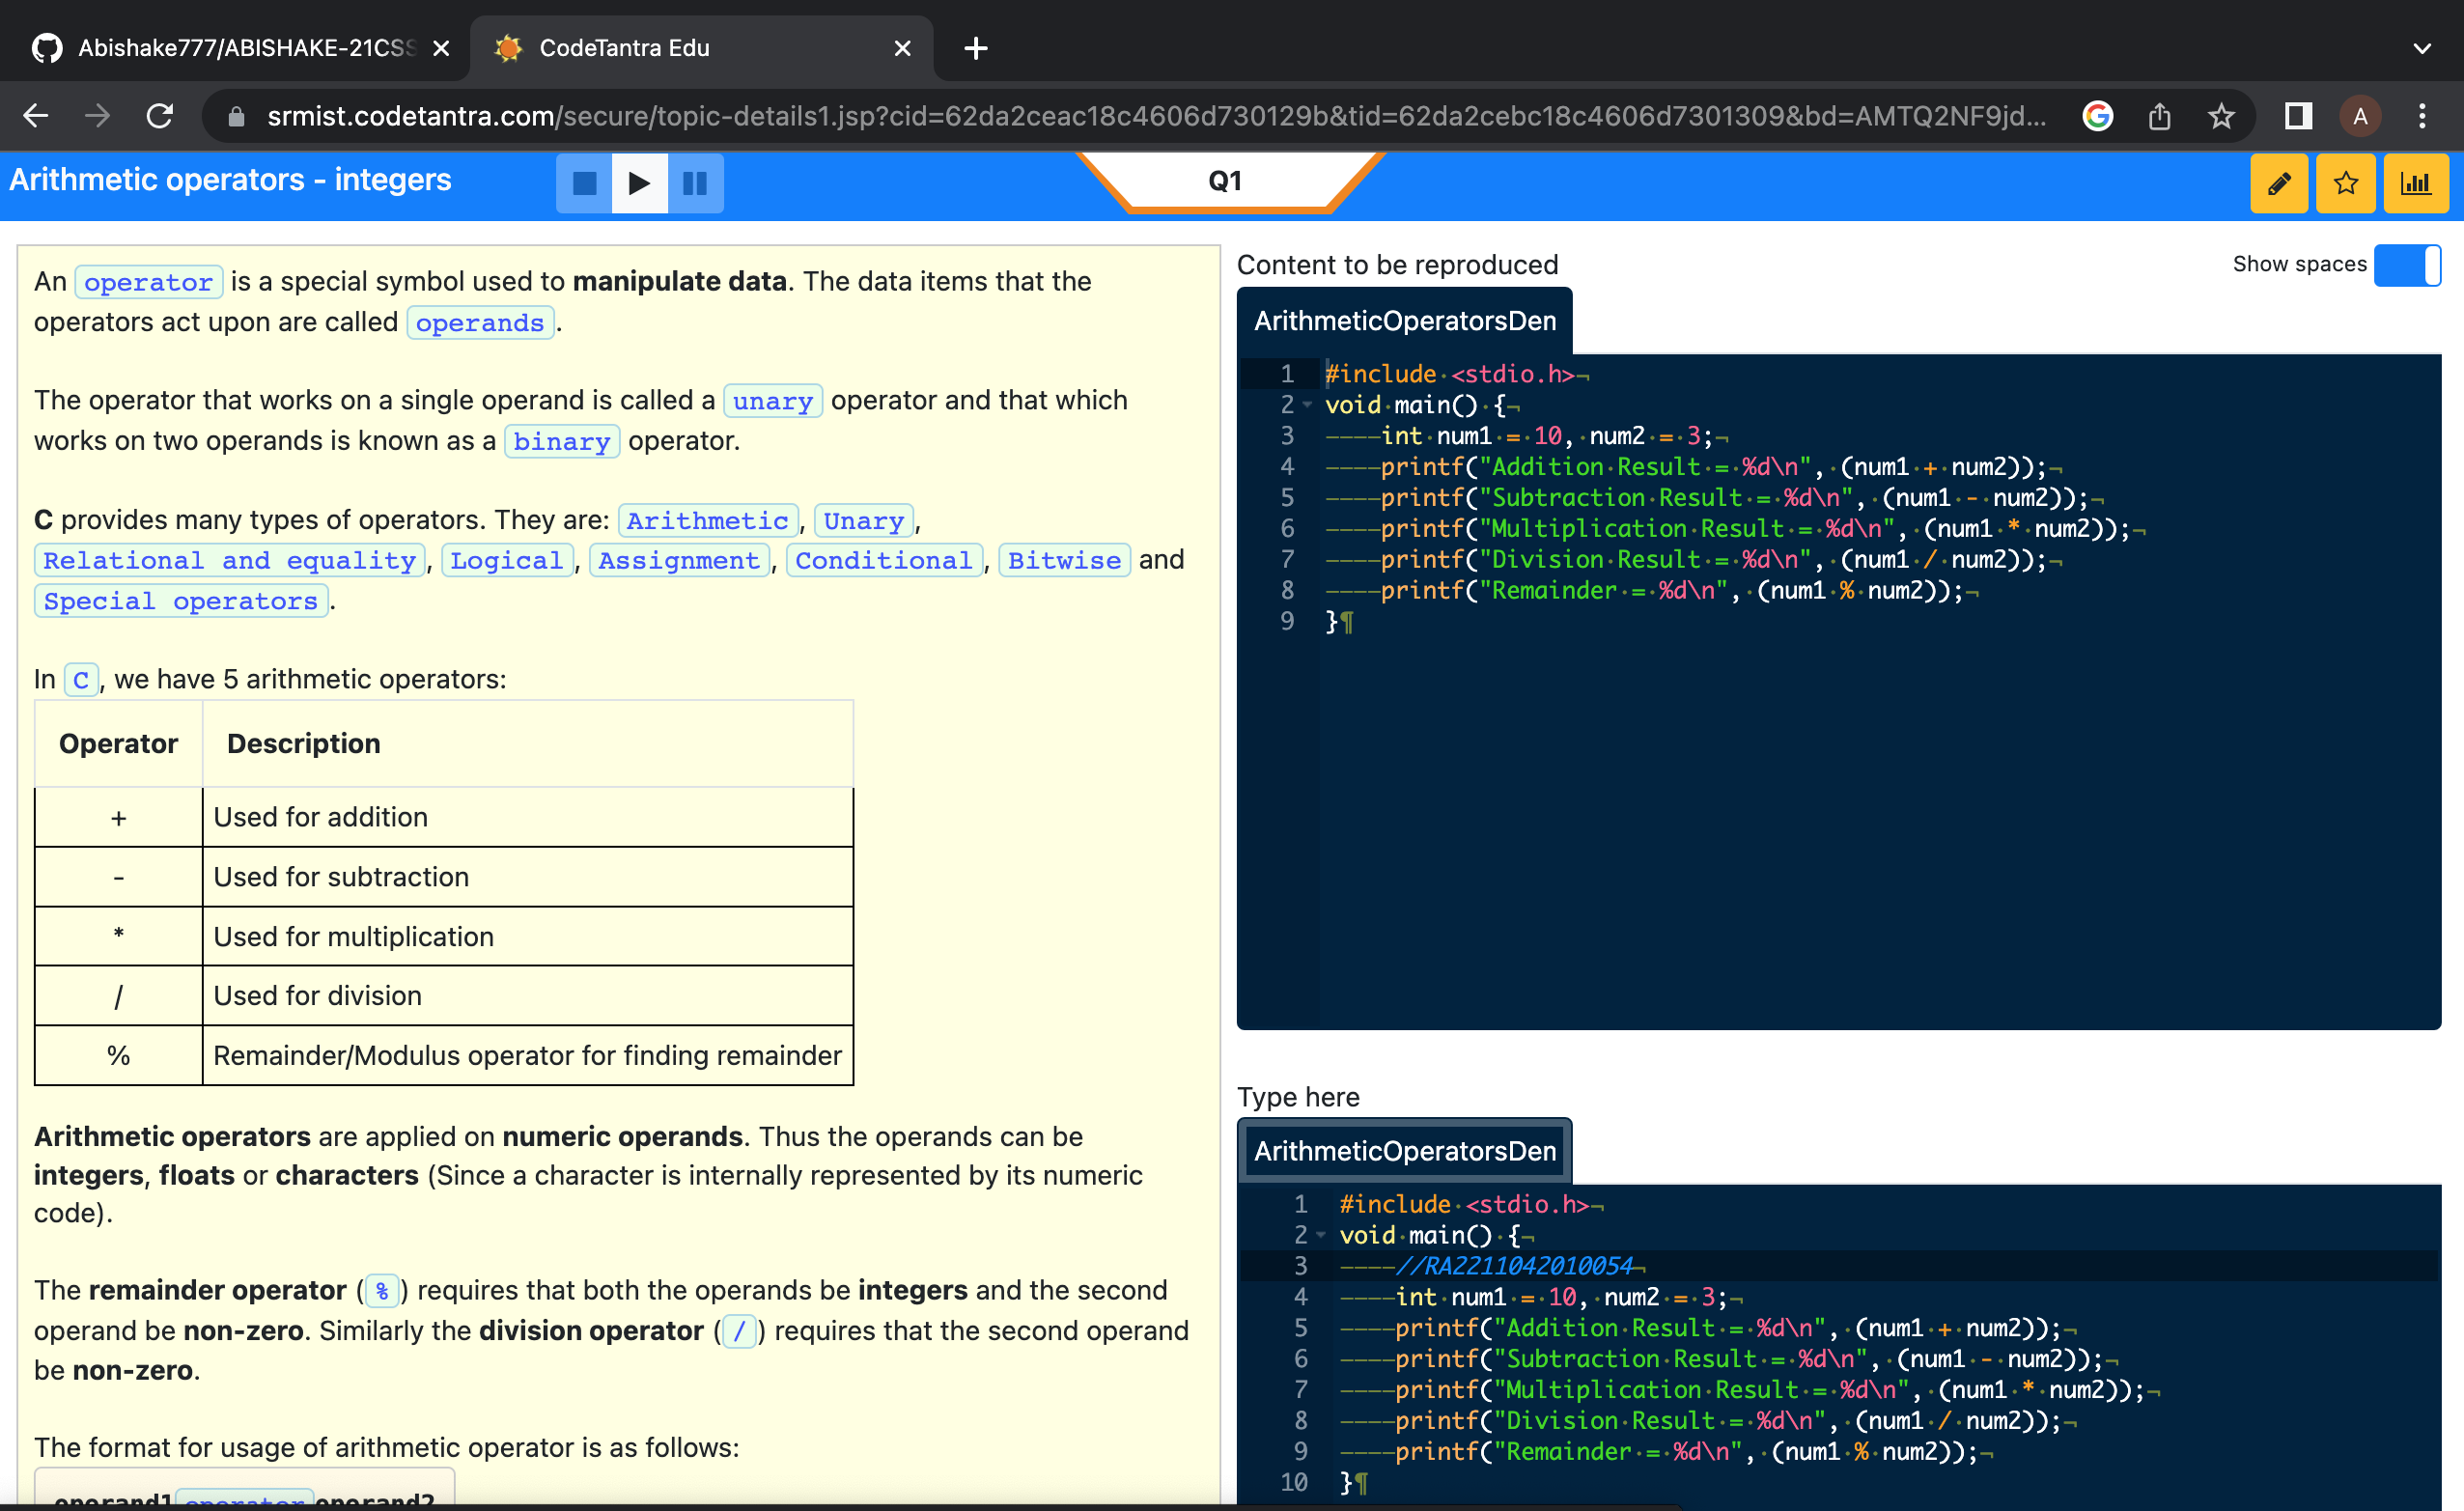 Abishake777/ABISHAKE-21CSS
CodeTantra Edu
srmist.codetantra.com/secure/topic-details1.jsp?cid=62da2ceac18c4606d730129b&tid=62da2cebc18c4606d7301309&bd=AMTQ2NF9jd...
A
Arithmetic operators - integers
Q1
An operator is a special symbol used to manipulate data. The data items that the
operators act upon are called operands.
The operator that works on a single operand is called a unary operator and that which
works on two operands is known as a binary operator.
C provides many types of operators. They are: Arithmetic, Unary,
Relational and equality, Logical, Assignment, Conditional, Bitwise and
Special operators.
In C, we have 5 arithmetic operators:
Operator Description
+ Used for addition
- Used for subtraction
* Used for multiplication
/ Used for division
% Remainder/Modulus operator for finding remainder
Arithmetic operators are applied on numeric operands. Thus the operands can be
integers, floats or characters (Since a character is internally represented by its numeric
code).
The remainder operator (%) requires that both the operands be integers and the second
operand be non-zero. Similarly the division operator (/) requires that the second operand
be non-zero.
The format for usage of arithmetic operator is as follows:
operand1 operator operand2
Content to be reproduced
Show spaces
ArithmeticOperatorsDen
1 #include·<stdio.h>¬
2 void·main()·{¬
3 ————int·num1·=·10,·num2·=·3;¬
4 ————printf("Addition·Result·=·%d\n",·(num1·+·num2));¬
5 ————printf("Subtraction·Result·=·%d\n",·(num1·-·num2));¬
6 ————printf("Multiplication·Result·=·%d\n",·(num1·*·num2));¬
7 ————printf("Division·Result·=·%d\n",·(num1·/·num2));¬
8 ————printf("Remainder·=·%d\n",·(num1·%·num2));¬
9 }¶
Type here
ArithmeticOperatorsDen
1 #include·<stdio.h>¬
2 void·main()·{¬
3 ————//RA2211042010054¬
4 ————int·num1·=·10,·num2·=·3;¬
5 ————printf("Addition·Result·=·%d\n",·(num1·+·num2));¬
6 ————printf("Subtraction·Result·=·%d\n",·(num1·-·num2));¬
7 ————printf("Multiplication·Result·=·%d\n",·(num1·*·num2));¬
8 ————printf("Division·Result·=·%d\n",·(num1·/·num2));¬
9 ————printf("Remainder·=·%d\n",·(num1·%·num2));¬
10 }¶